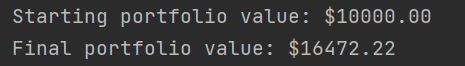 Starting portfolio value: $10000.00
Final portfolio value: $16472.22